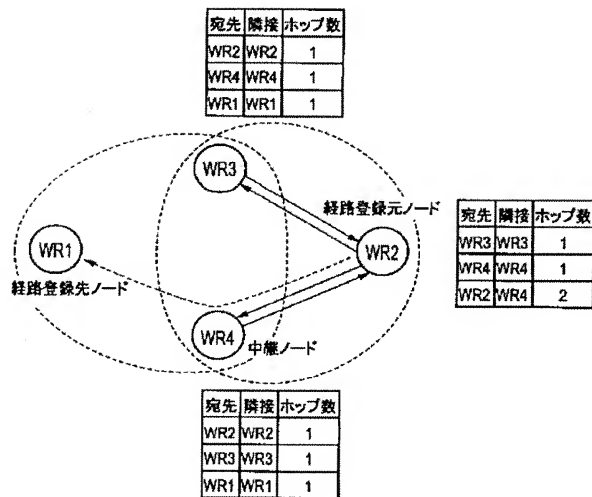 宛先 隣接 ホップ数
WR2 WR2 1
WR4 WR4 1
WR1 WR1 1
WR3
経路登録元ノード
WR2
WR1
経路登録先ノード
WR4
中継ノード
宛先 隣接 ホップ数
WR3 WR3 1
WR4 WR4 1
WR2 WR4 2
宛先 隣接 ホップ数
WR2 WR2 1
WR3 WR3 1
WR1 WR1 1